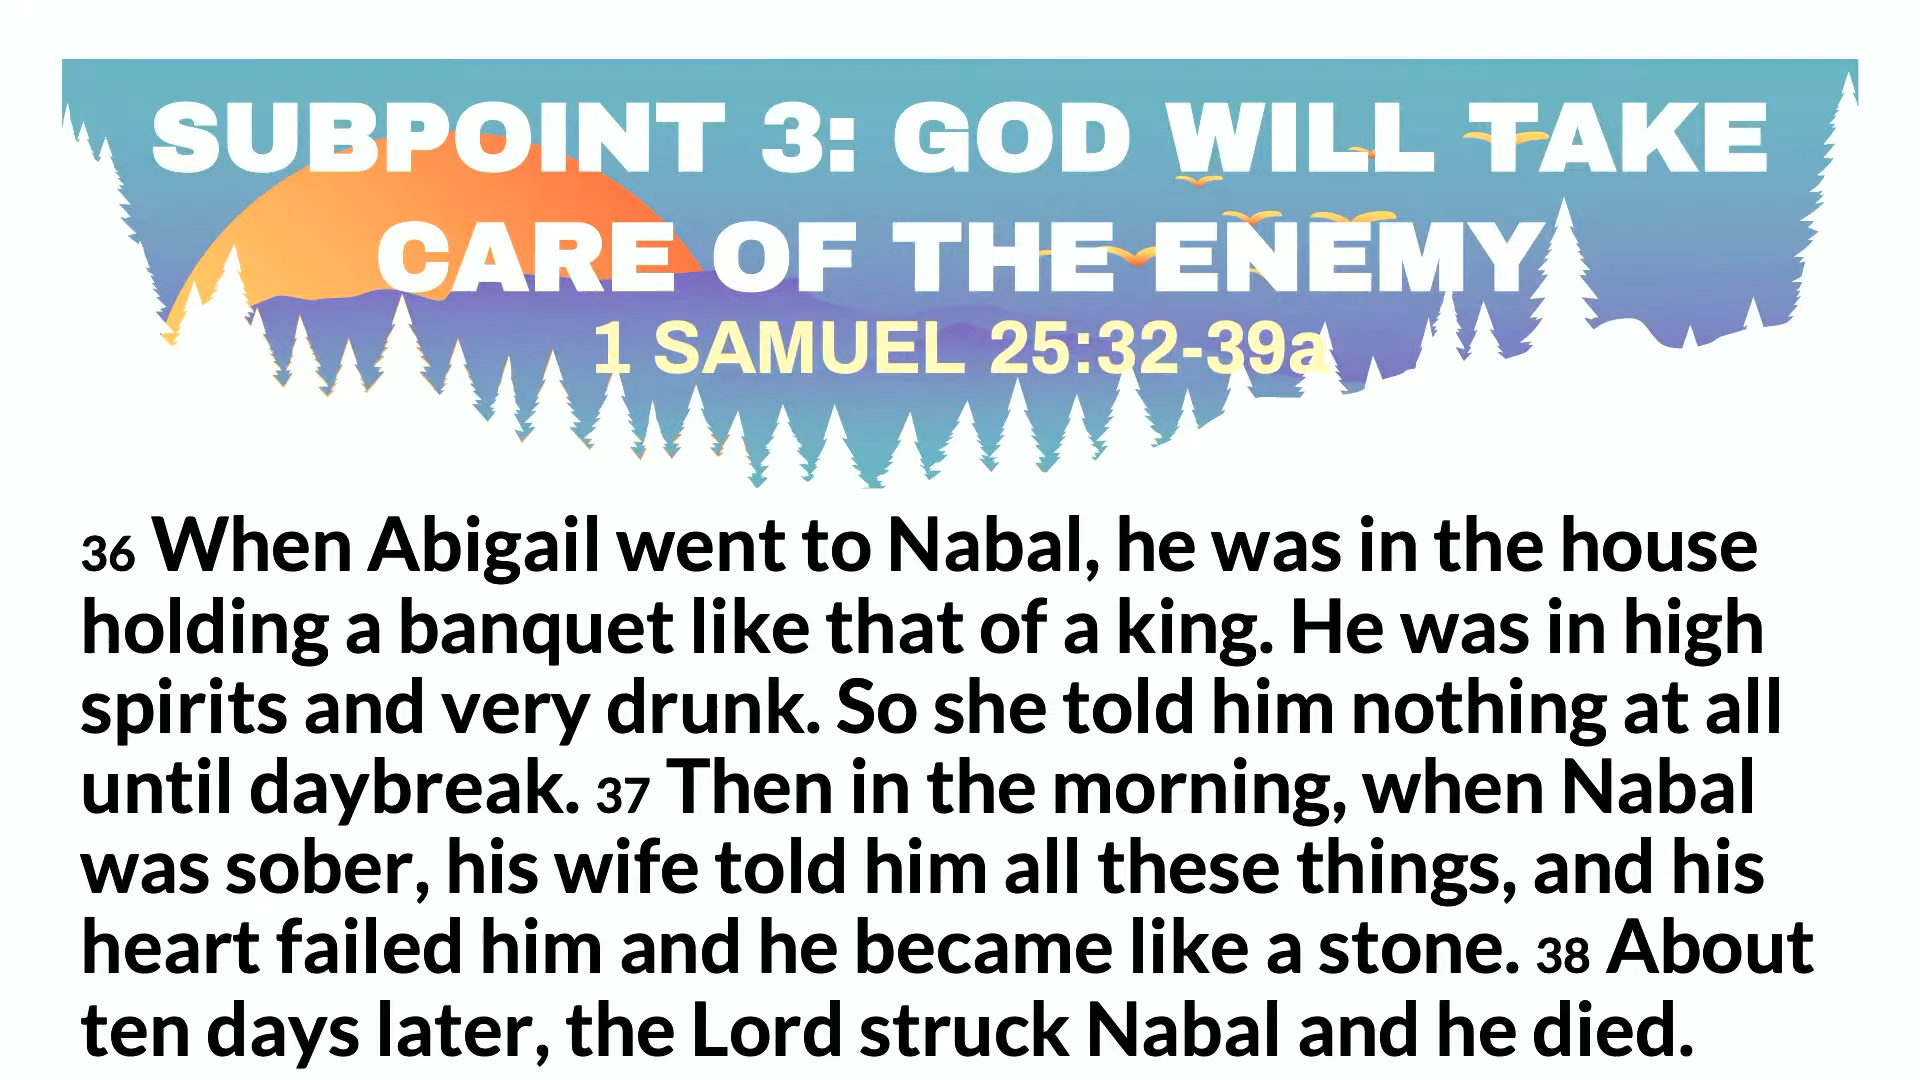 SUBPOINT 3: GOD WILL TAKE
CARE OF THE ENEMY
1 SAMUEL 25:32-39a
36 When Abigail went to Nabal, he was in the house
holding a banquet like that of a king. He was in high
spirits and very drunk. So she told him nothing at all
until daybreak. 37 Then in the morning, when Nabal
was sober, his wife told him all these things, and his
heart failed him and he became like a stone. 38 About
ten days later, the Lord struck Nabal and he died.